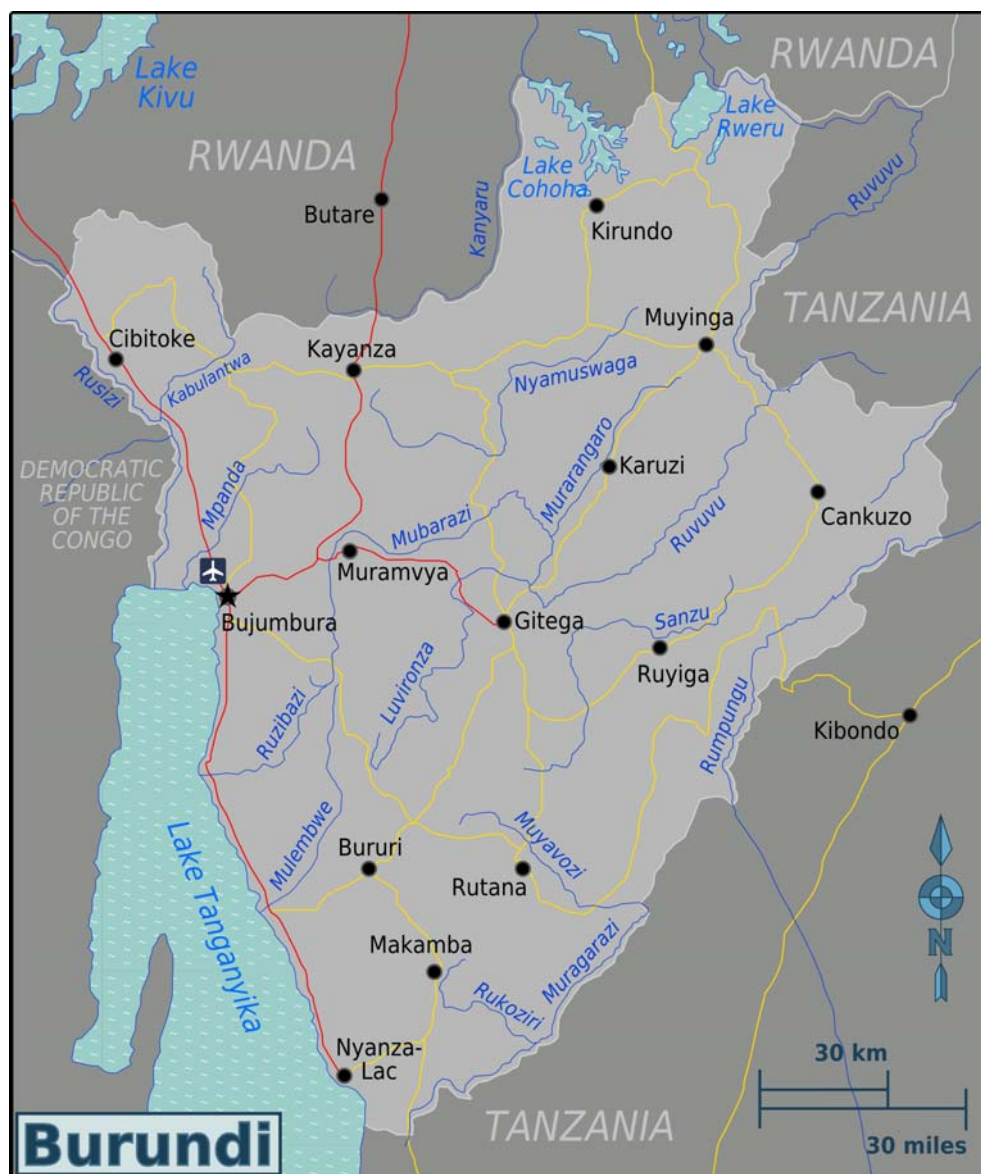 Lake
Kivu
RWANDA
RWANDA
Lake
Rweru
Lake
Cohoha
Butare
Kanyaru
Kirundo
Ruvuvu
TANZANIA
Muyinga
Cibitoke
Kayanza
Rusizi
Kabulantwa
Nyamuswaga
DEMOCRATIC
REPUBLIC
OF THE
CONGO
Mpanda
Murarangaro
Karuzi
Mubarazi
Ruvuvu
Cankuzo
Muramvya
Bujumbura
Gitega
Sanzu
Ruyiga
Luvironza
Ruzibazi
Rumpungu
Kibondo
Lake Tanganyika
Mulembwe
Bururi
Muyavozi
Rutana
N
Makamba
Rukoziri
Muragarazi
Nyanza-
Lac
30 km
30 miles
TANZANIA
Burundi